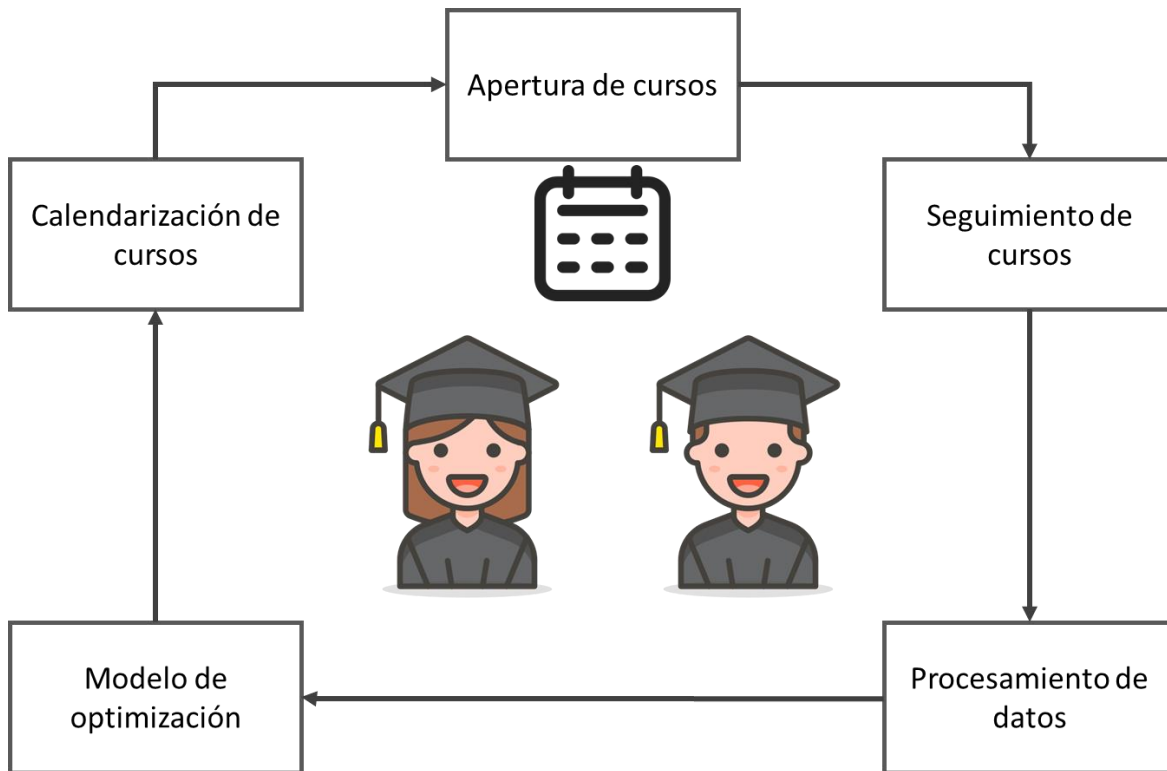 Apertura de cursos
Calendarización de
cursos
Seguimiento de
cursos
Modelo de
optimización
Procesamiento de
datos